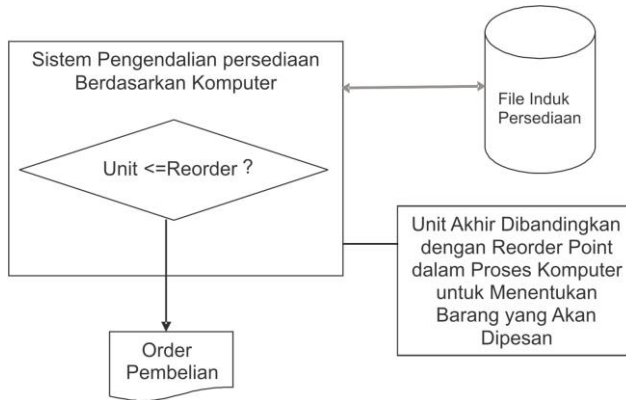 Sistem Pengendalian persediaan
Berdasarkan Komputer
File Induk
Persediaan
Unit <=Reorder ?
Unit Akhir Dibandingkan
dengan Reorder Point
dalam Proses Komputer
untuk Menentukan
Barang yang Akan
Dipesan
Order
Pembelian